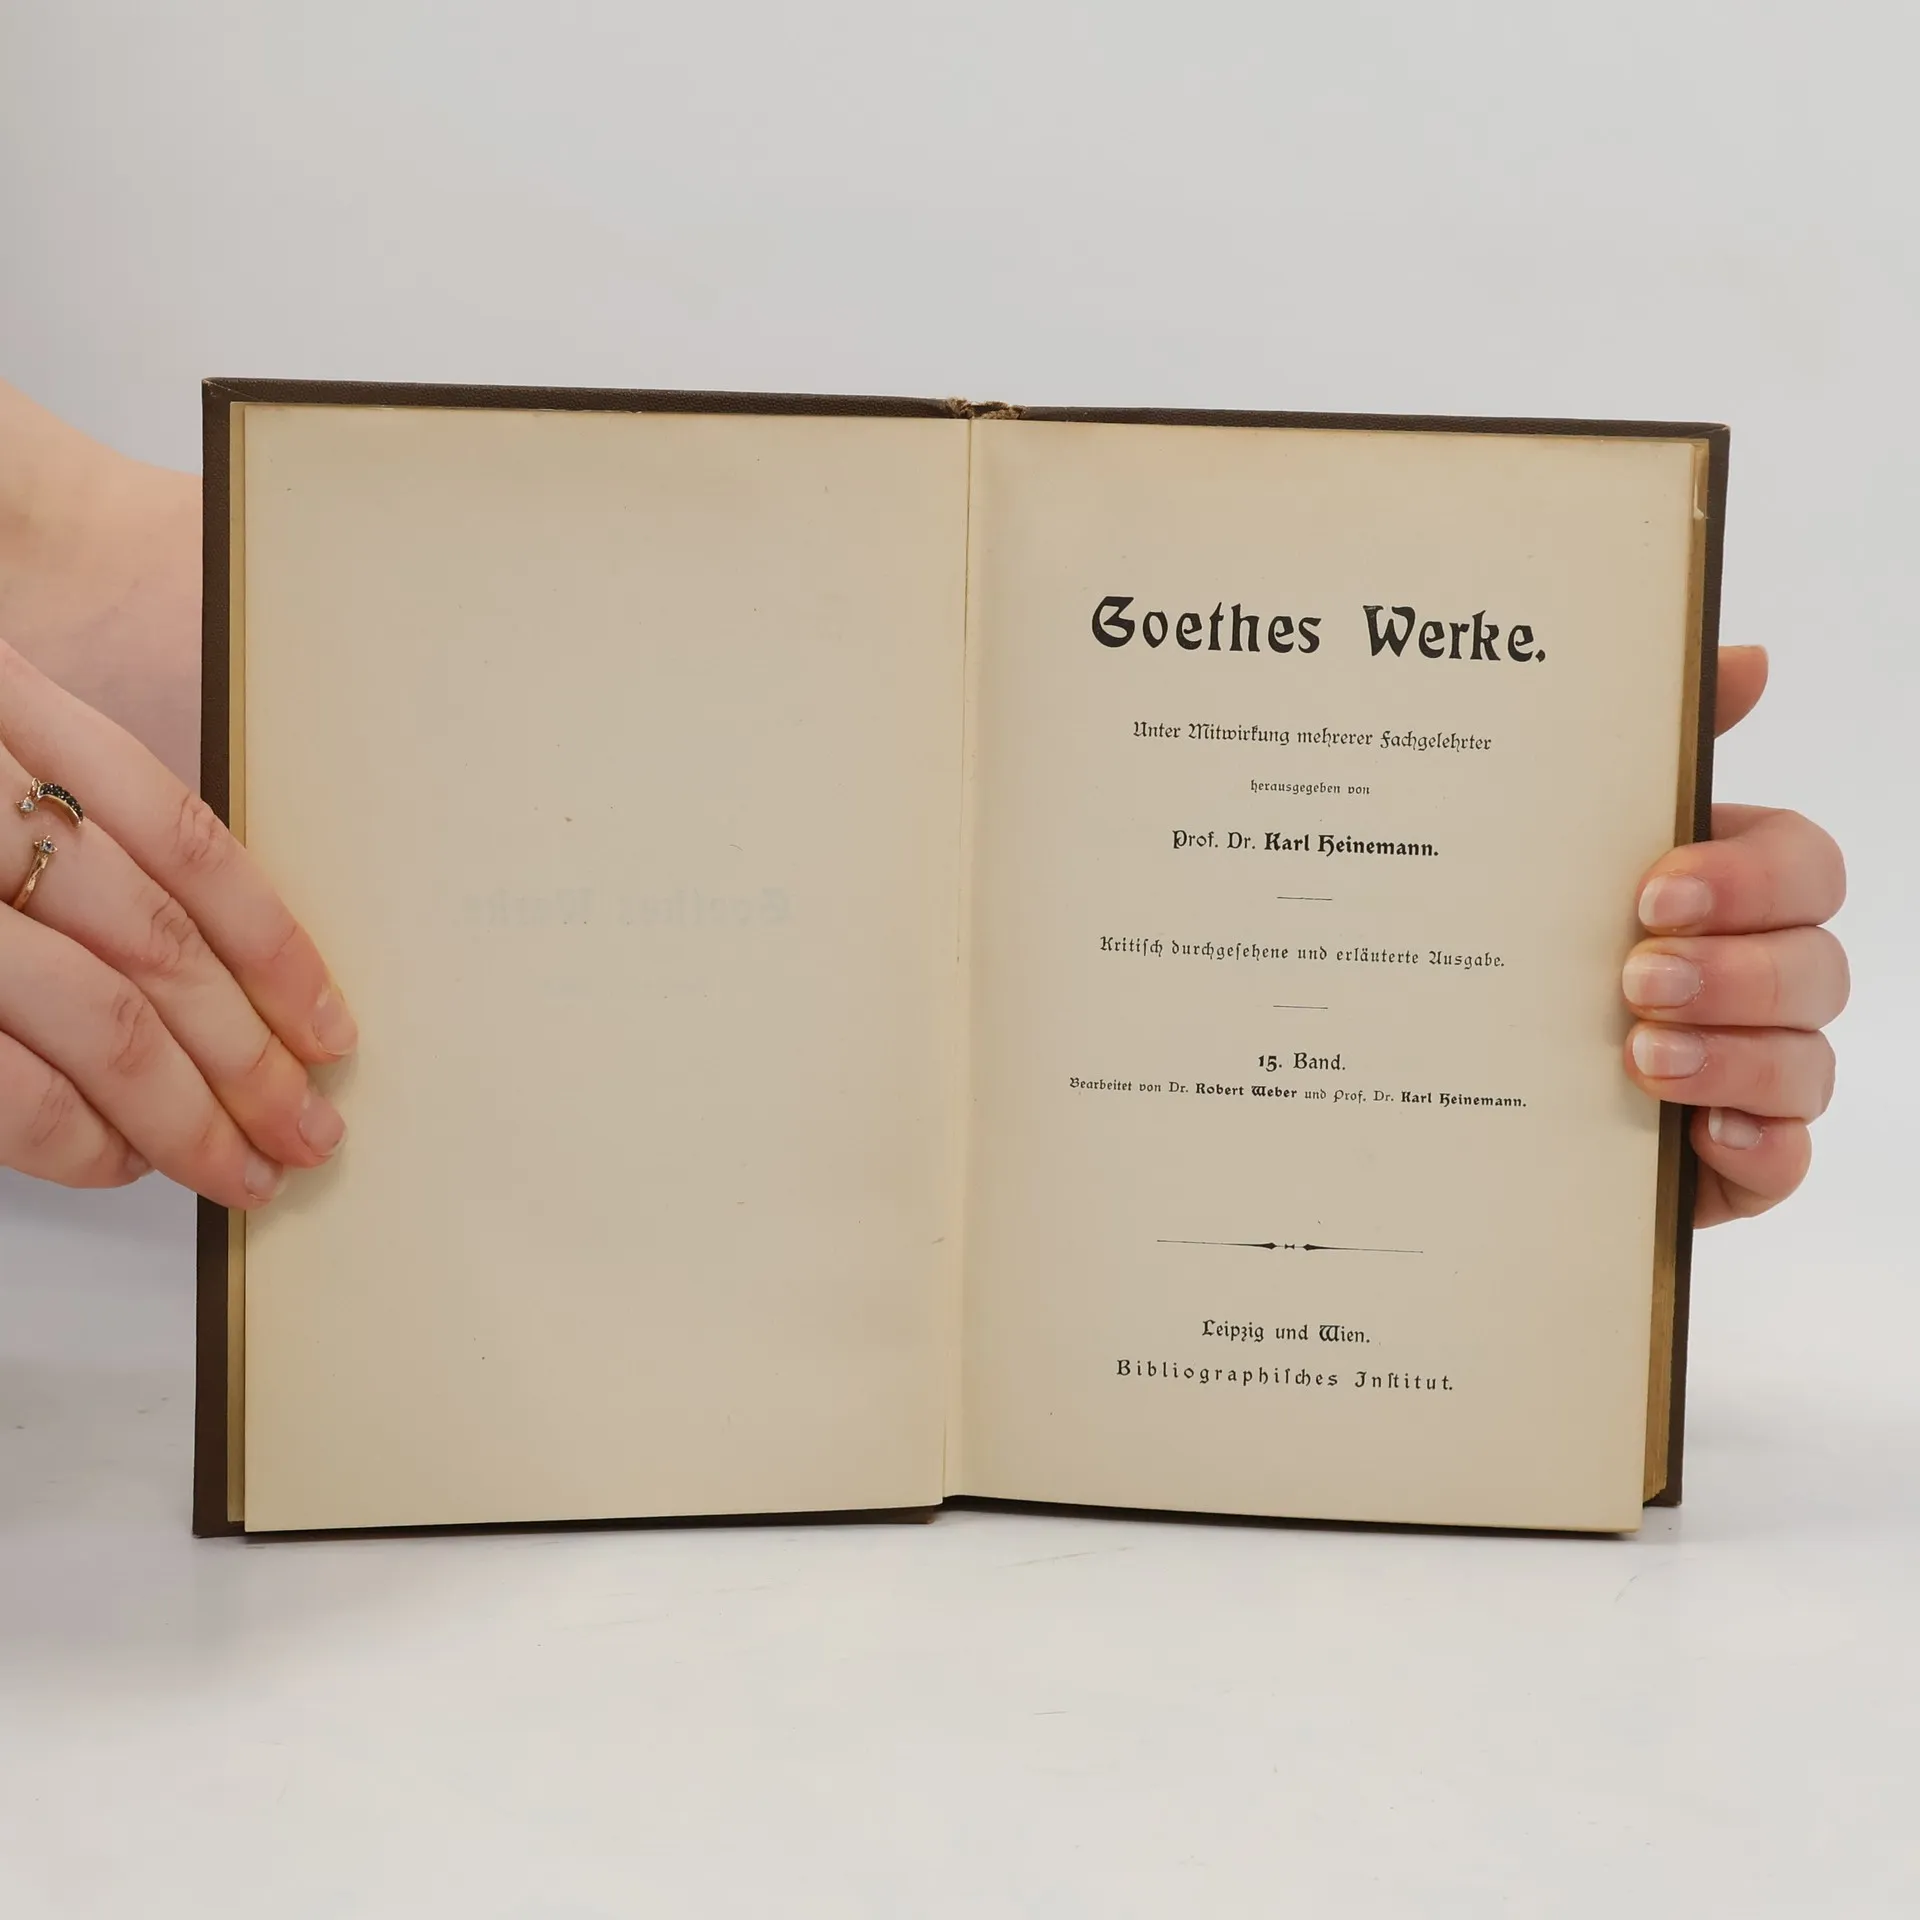 Goethes Werke.
Unter Mitwirkung mehrerer Fachgelehrter
herausgegeben von
Prof. Dr. Karl Heinemann.
Kritiſch durchgeſehene und erläuterte Ausgabe.
15. Band.
Bearbeitet von Dr. Robert Weber und Prof. Dr. Karl Heinemann.
Leipzig und Wien.
Bibliographiſches Inſtitut.